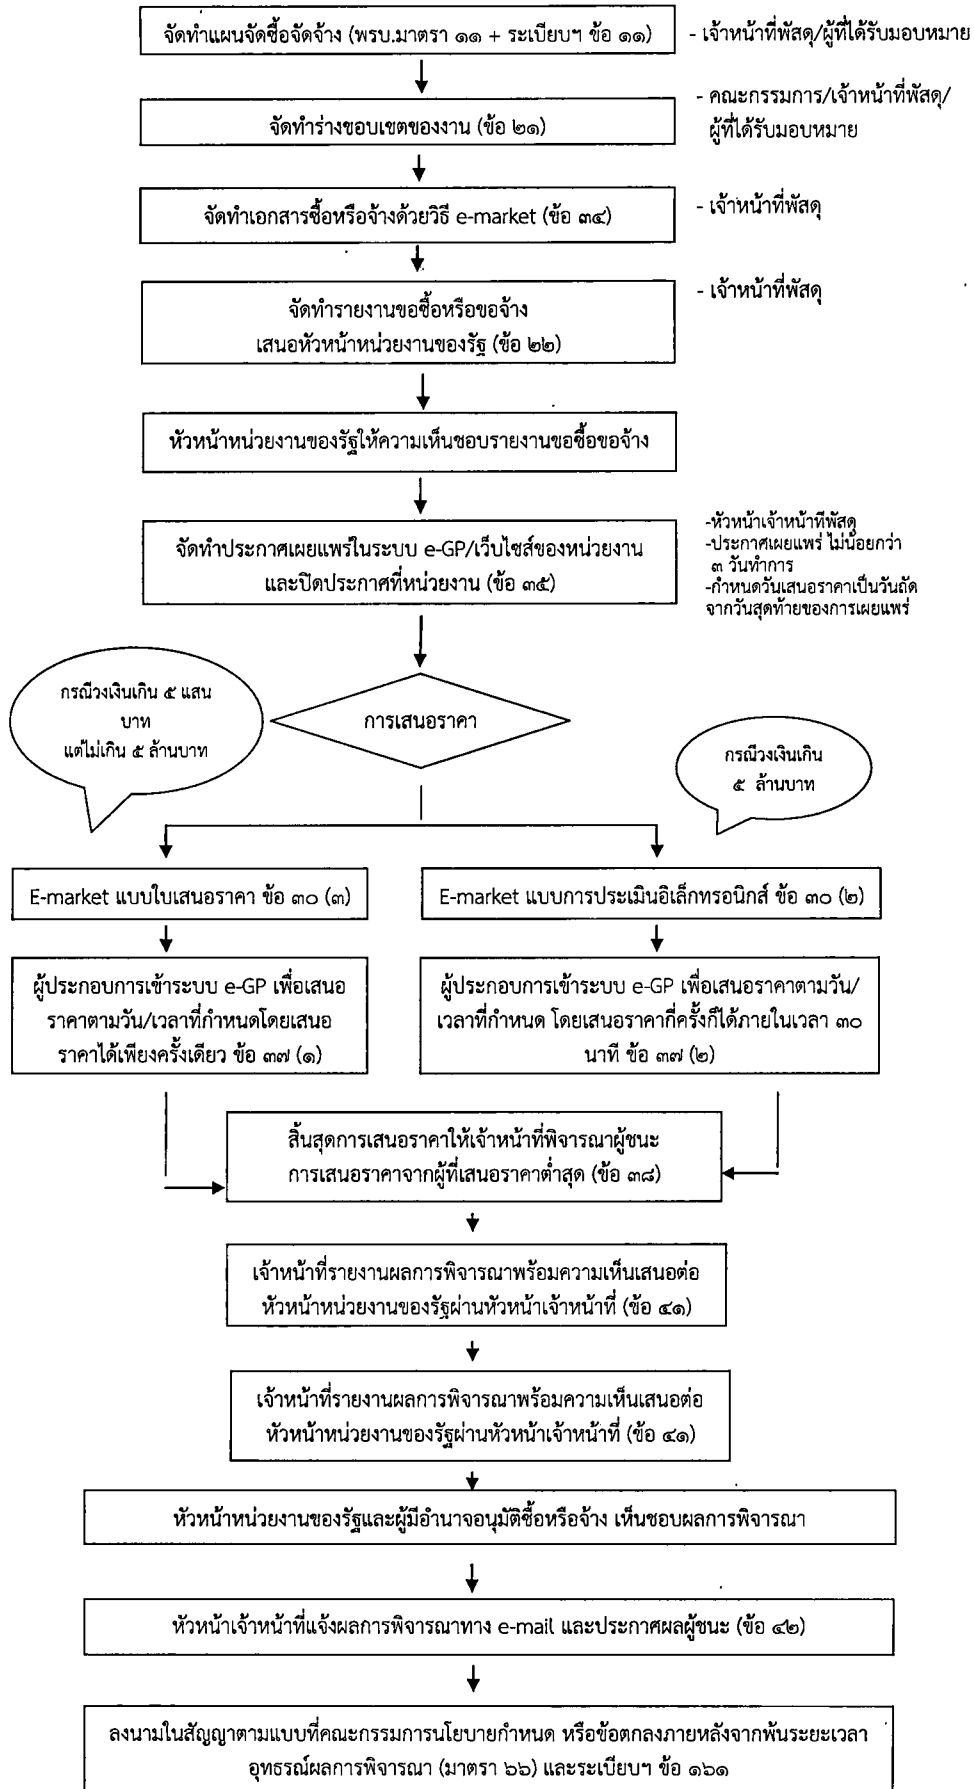 จัดทำแผนจัดซื้อจัดจ้าง (พรบ.มาตรา ๑๑ + ระเบียบฯ ข้อ ๑๑)
- เจ้าหน้าที่พัสดุ/ผู้ที่ได้รับมอบหมาย
จัดทำร่างขอบเขตของงาน (ข้อ ๒๑)
- คณะกรรมการ/เจ้าหน้าที่พัสดุ/
ผู้ที่ได้รับมอบหมาย
จัดทำเอกสารซื้อหรือจ้างด้วยวิธี e-market (ข้อ ๓๔)
- เจ้าหน้าที่พัสดุ
จัดทำรายงานขอซื้อหรือขอจ้าง
เสนอหัวหน้าหน่วยงานของรัฐ (ข้อ ๒๒)
- เจ้าหน้าที่พัสดุ
หัวหน้าหน่วยงานของรัฐให้ความเห็นชอบรายงานขอซื้อขอจ้าง
จัดทำประกาศเผยแพร่ในระบบ e-GP/เว็บไซส์ของหน่วยงาน
และปิดประกาศที่หน่วยงาน (ข้อ ๓๕)
-หัวหน้าเจ้าหน้าทีพัสดุ
-ประกาศเผยแพร่ ไม่น้อยกว่า
๓ วันทำการ
-กำหนดวันเสนอราคาเป็นวันถัด
จากวันสุดท้ายของการเผยแพร่
กรณีวงเงินเกิน ๕ แสน
บาท
แต่ไม่เกิน ๕ ล้านบาท
การเสนอราคา
กรณีวงเงินเกิน
๕ ล้านบาท
E-market แบบใบเสนอราคา ข้อ ๓๐ (๓)
E-market แบบการประเมินอิเล็กทรอนิกส์ ข้อ ๓๐ (๒)
ผู้ประกอบการเข้าระบบ e-GP เพื่อเสนอ
ราคาตามวัน/เวลาที่กำหนดโดยเสนอ
ราคาได้เพียงครั้งเดียว ข้อ ๓๗ (๑)
ผู้ประกอบการเข้าระบบ e-GP เพื่อเสนอราคาตามวัน/
เวลาที่กำหนด โดยเสนอราคากี่ครั้งก็ได้ภายในเวลา ๓๐
นาที ข้อ ๓๗ (๒)
สิ้นสุดการเสนอราคาให้เจ้าหน้าที่พิจารณาผู้ชนะ
การเสนอราคาจากผู้ที่เสนอราคาต่ำสุด (ข้อ ๓๘)
เจ้าหน้าที่รายงานผลการพิจารณาพร้อมความเห็นเสนอต่อ
หัวหน้าหน่วยงานของรัฐผ่านหัวหน้าเจ้าหน้าที่ (ข้อ ๔๑)
เจ้าหน้าที่รายงานผลการพิจารณาพร้อมความเห็นเสนอต่อ
หัวหน้าหน่วยงานของรัฐผ่านหัวหน้าเจ้าหน้าที่ (ข้อ ๔๑)
หัวหน้าหน่วยงานของรัฐและผู้มีอำนาจอนุมัติซื้อหรือจ้าง เห็นชอบผลการพิจารณา
หัวหน้าเจ้าหน้าที่แจ้งผลการพิจารณาทาง e-mail และประกาศผลผู้ชนะ (ข้อ ๔๒)
ลงนามในสัญญาตามแบบที่คณะกรรมการนโยบายกำหนด หรือข้อตกลงภายหลังจากพ้นระยะเวลา
อุทธรณ์ผลการพิจารณา (มาตรา ๖๖) และระเบียบฯ ข้อ ๑๖๑